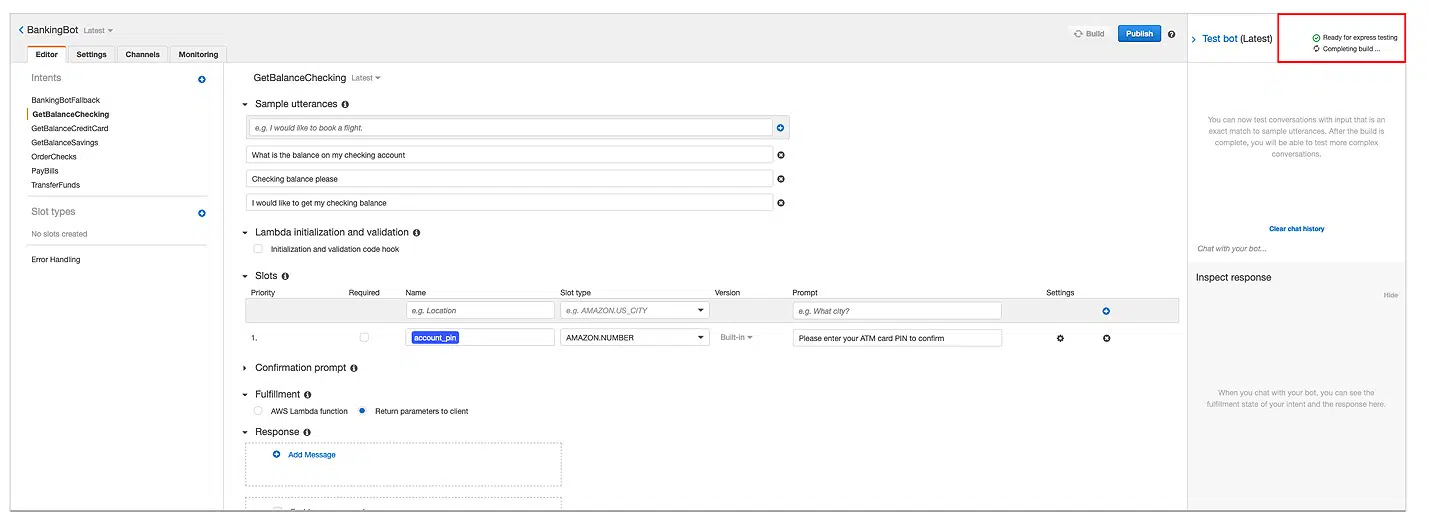 BankingBot Latest
Build Publish
Test bot (Latest)
Ready for express testing
Completing build ...
Editor Settings Channels Monitoring
Intents
BankingBotFallback
GetBalanceChecking
GetBalanceCreditCard
GetBalanceSavings
OrderChecks
PayBills
TransferFunds
Slot types
No slots created
Error Handling
GetBalanceChecking Latest
Sample utterances
e.g. I would like to book a flight.
What is the balance on my checking account
Checking balance please
I would like to get my checking balance
Lambda initialization and validation
Initialization and validation code hook
Slots
Priority Required Name Slot type Version Prompt Settings
e.g. Location e.g. AMAZON.US_CITY e.g. What city?
1. account_pin AMAZON.NUMBER Built-in Please enter your ATM card PIN to confirm
Confirmation prompt
Fulfillment
AWS Lambda function Return parameters to client
Response
Add Message
You can now test conversations with input that is an
exact match to sample utterances. After the build is
complete, you will be able to test more complex
conversations.
Clear chat history
Chat with your bot...
Inspect response
Hide
When you chat with your bot, you can see the
fulfillment state of your intent and the response here.